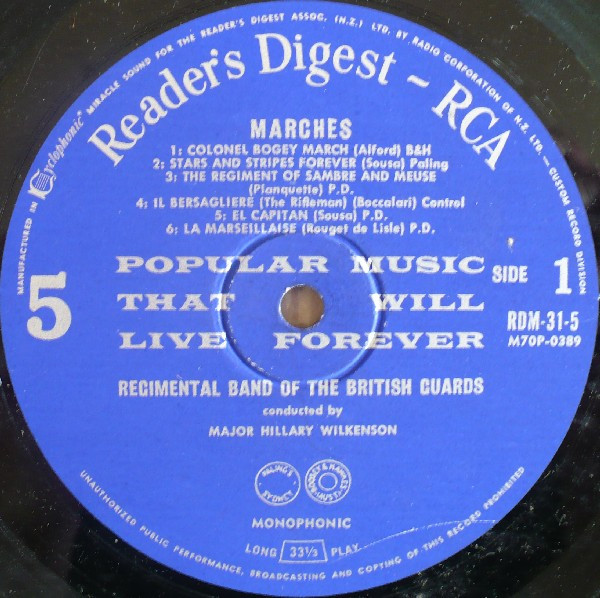 MANUFACTURED IN Cyclophonic MIRACLE SOUND FOR THE READER'S DIGEST ASSOC. (N.Z.) LTD. BY RADIO CORPORATION OF N.Z. LTD. — CUSTOM RECORD DIVISION
Reader's Digest - RCA
MARCHES
1: COLONEL BOGEY MARCH (Alford) B&H
2: STARS AND STRIPES FOREVER (Sousa) Paling
3: THE REGIMENT OF SAMBRE AND MEUSE
(Planquette) P.D.
4: IL BERSAGLIERE (The Rifleman) (Boccalari) Control
5: EL CAPITAN (Sousa) P.D.
6: LA MARSEILLAISE (Rouget de Lisle) P.D.
5
POPULAR MUSIC
THAT WILL
LIVE FOREVER
SIDE 1
RDM-31-5
M70P-0389
REGIMENTAL BAND OF THE BRITISH GUARDS
conducted by
MAJOR HILLARY WILKENSON
PALING'S SYDNEY
MONOPHONIC
LONG 33⅓ PLAY
UNAUTHORIZED PUBLIC PERFORMANCE, BROADCASTING AND COPYING OF THIS RECORD PROHIBITED